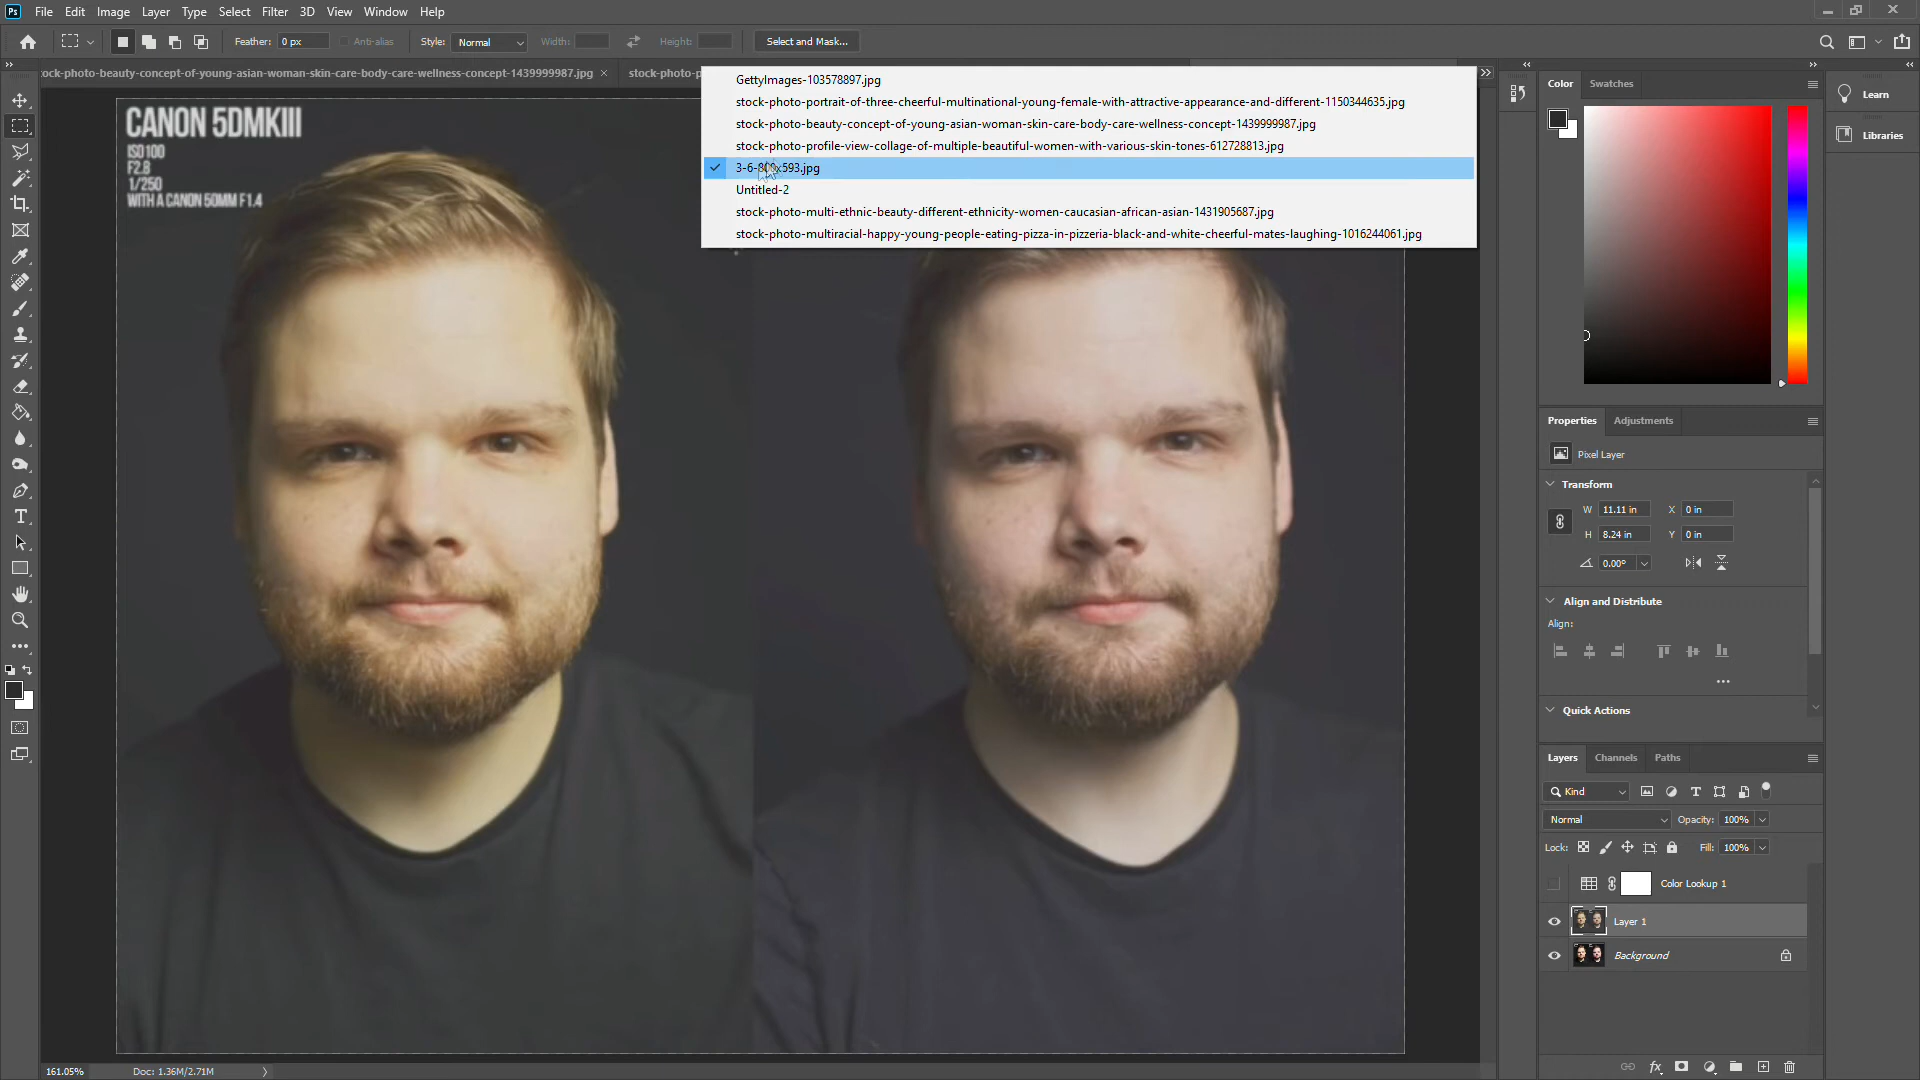 Ps File Edit Image Layer Type Select Filter 3D View Window Help
Feather: 0 px Anti-alias Style: Normal Width: Height: Select and Mask...
ock-photo-beauty-concept-of-young-asian-woman-skin-care-body-care-wellness-concept-1439999987.jpg × stock-photo-p
GettyImages-103578897.jpg
stock-photo-portrait-of-three-cheerful-multinational-young-female-with-attractive-appearance-and-different-1150344635.jpg
stock-photo-beauty-concept-of-young-asian-woman-skin-care-body-care-wellness-concept-1439999987.jpg
stock-photo-profile-view-collage-of-multiple-beautiful-women-with-various-skin-tones-612728813.jpg
3-6-800x593.jpg
Untitled-2
stock-photo-multi-ethnic-beauty-different-ethnicity-women-caucasian-african-asian-1431905687.jpg
stock-photo-multiracial-happy-young-people-eating-pizza-in-pizzeria-black-and-white-cheerful-mates-laughing-1016244061.jpg
CANON 5DMKIII
ISO100
F2.8
1/250
WITH A CANON 50MM F1.4
Color Swatches
Learn
Libraries
Properties Adjustments
Pixel Layer
Transform
W 11.11 in X 0 in
H 8.24 in Y 0 in
0.00°
Align and Distribute
Align:
Quick Actions
Layers Channels Paths
Kind
Normal Opacity: 100%
Lock: Fill: 100%
Color Lookup 1
Layer 1
Background
161.05% Doc: 1.36M/2.71M